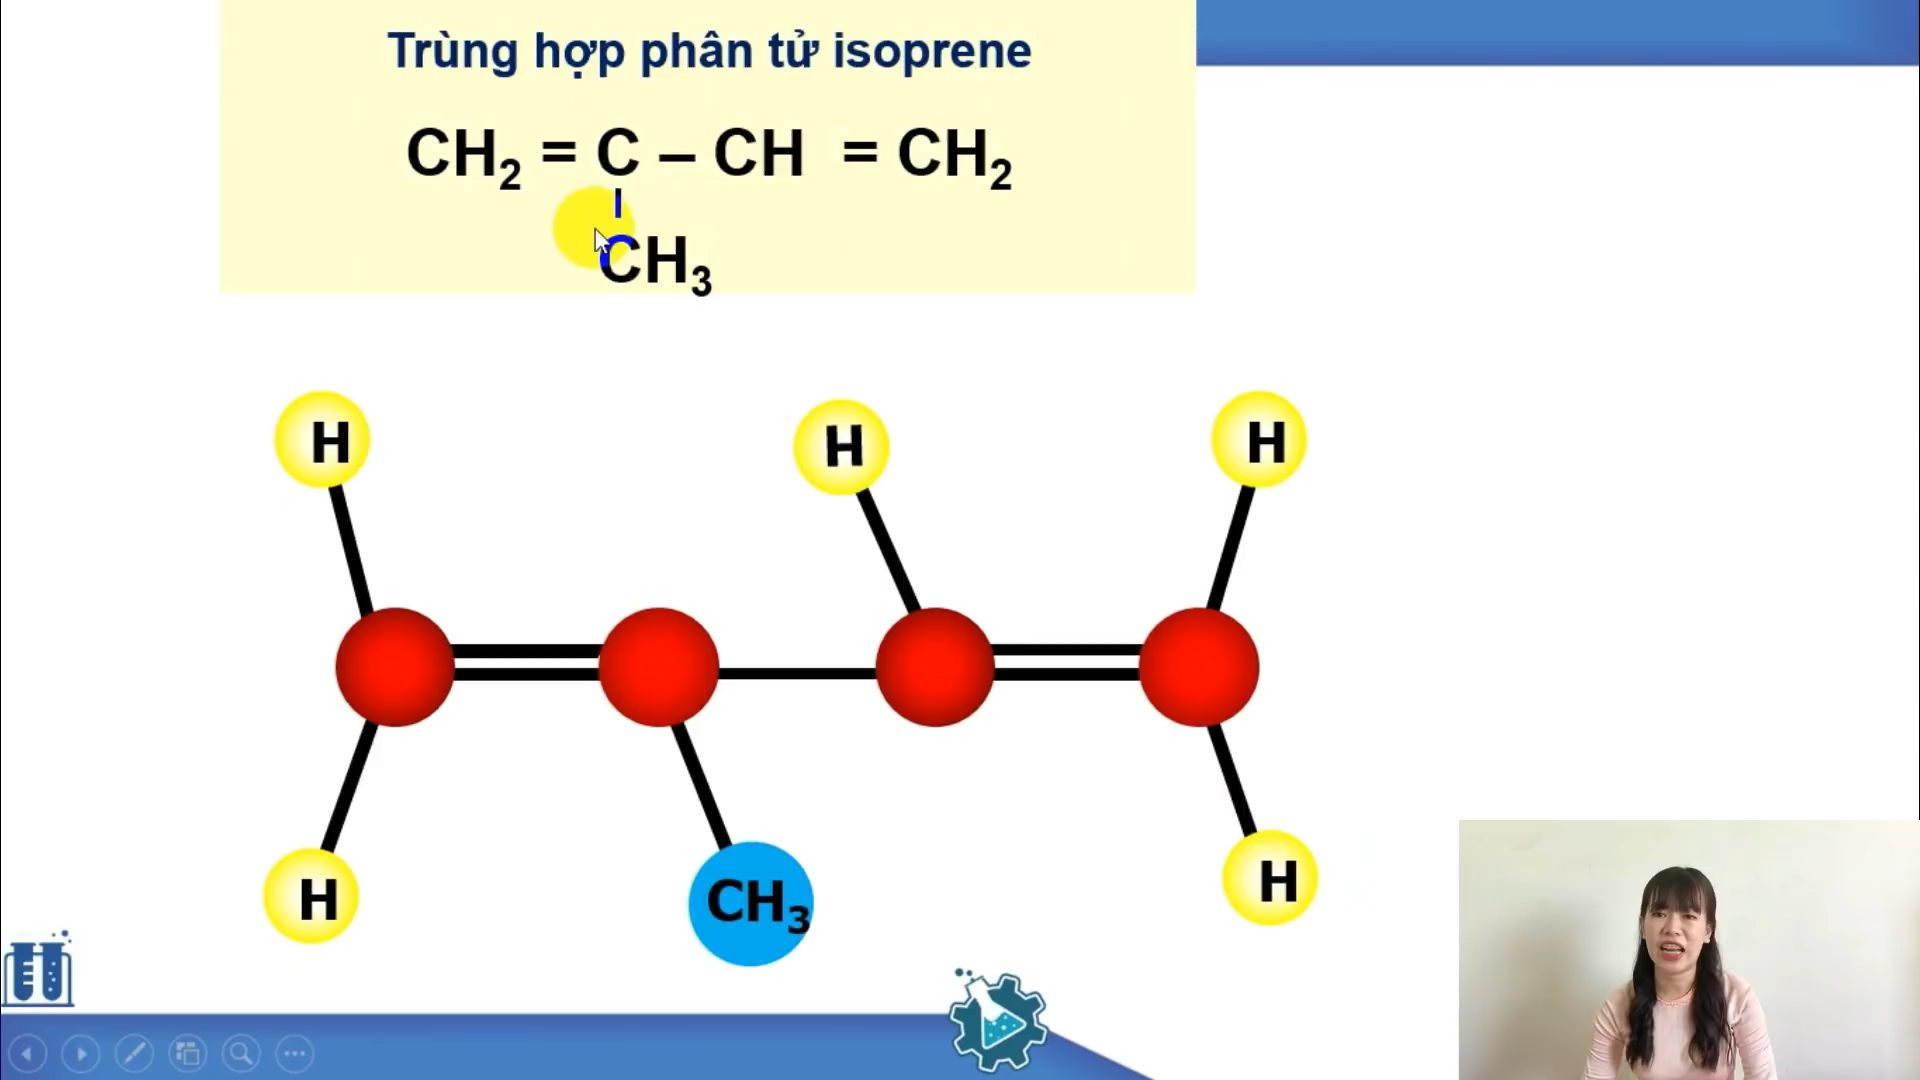 Trùng hợp phân tử isoprene
CH₂ = C – CH = CH₂
CH₃
H H H
H CH₃ H